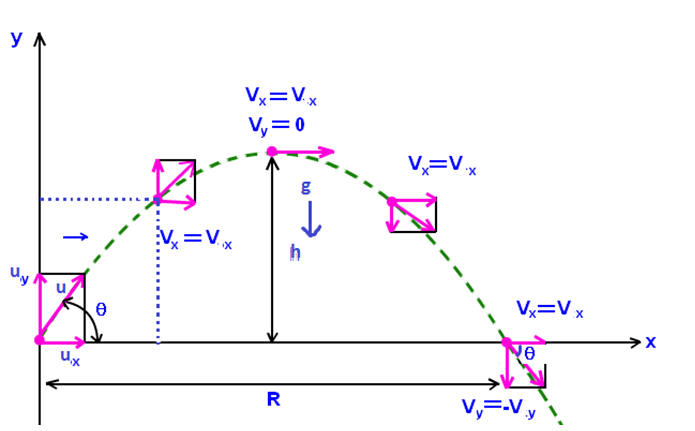 y
Vx=V.x
Vy=0
Vx=V.x
g
Vx=V.x
h
uy
u
θ
Vx=V.x
ux
x
θ
R
Vy=-V.y